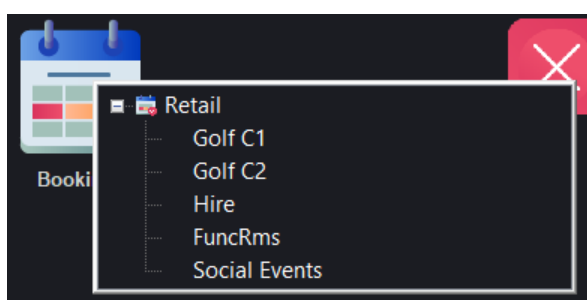 Retail
Golf C1
Golf C2
Booki
Hire
FuncRms
Social Events